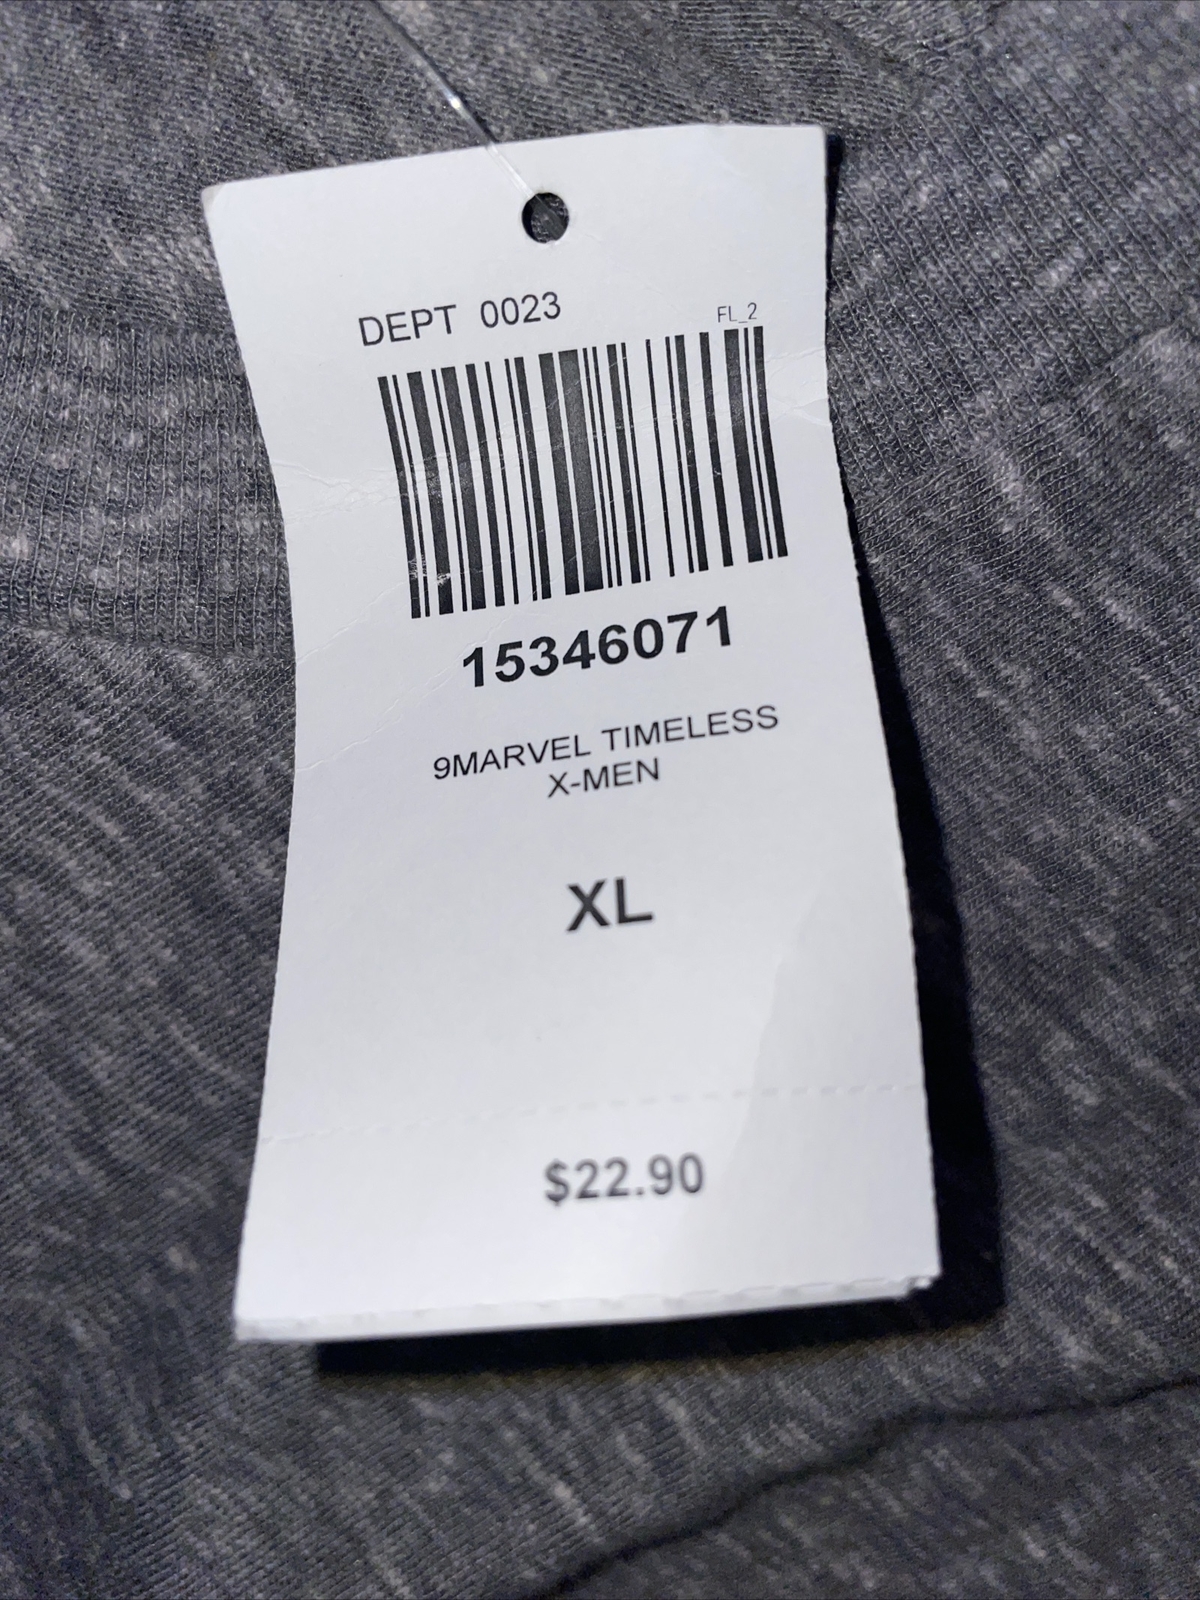 DEPT 0023
FL_2
15346071
9MARVEL TIMELESS
X-MEN
XL
$22.90